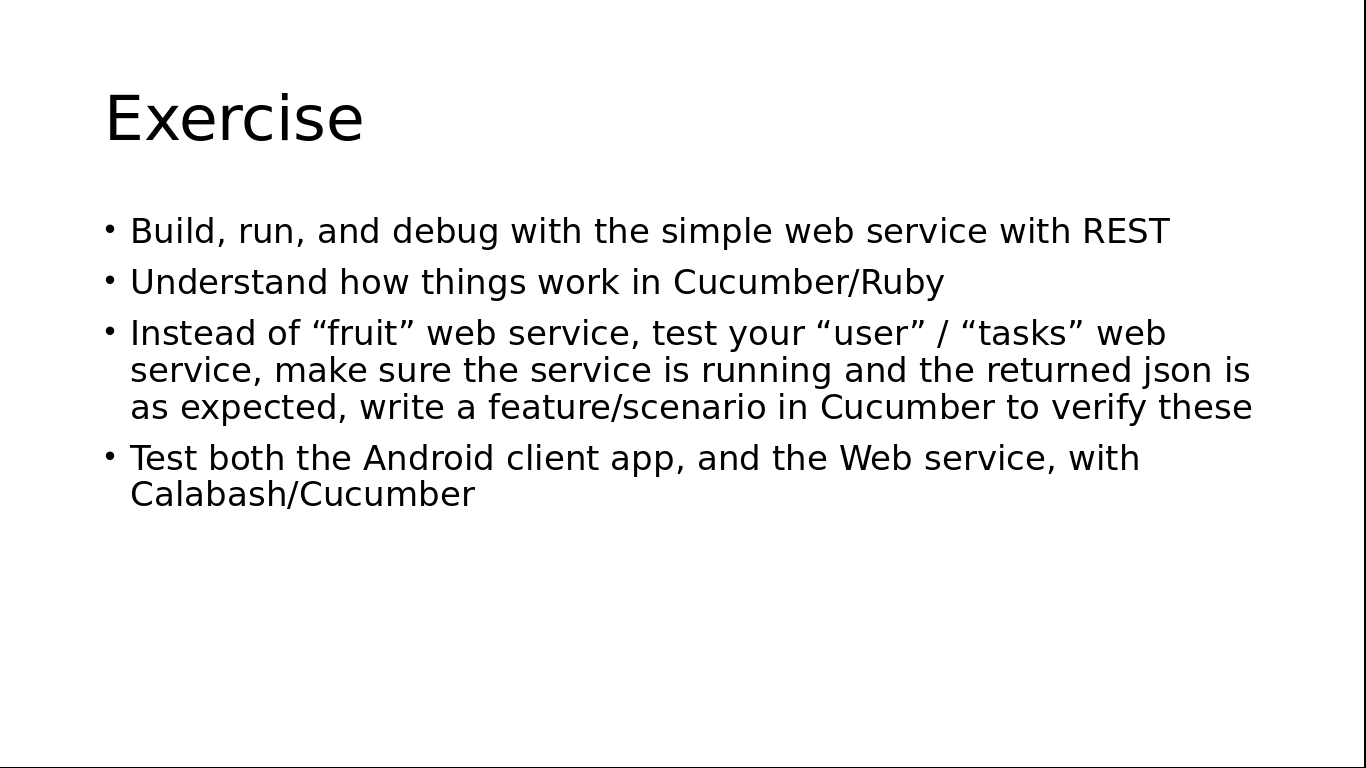 Exercise
• Build, run, and debug with the simple web service with REST
• Understand how things work in Cucumber/Ruby
• Instead of “fruit” web service, test your “user” / “tasks” web
service, make sure the service is running and the returned json is
as expected, write a feature/scenario in Cucumber to verify these
• Test both the Android client app, and the Web service, with
Calabash/Cucumber